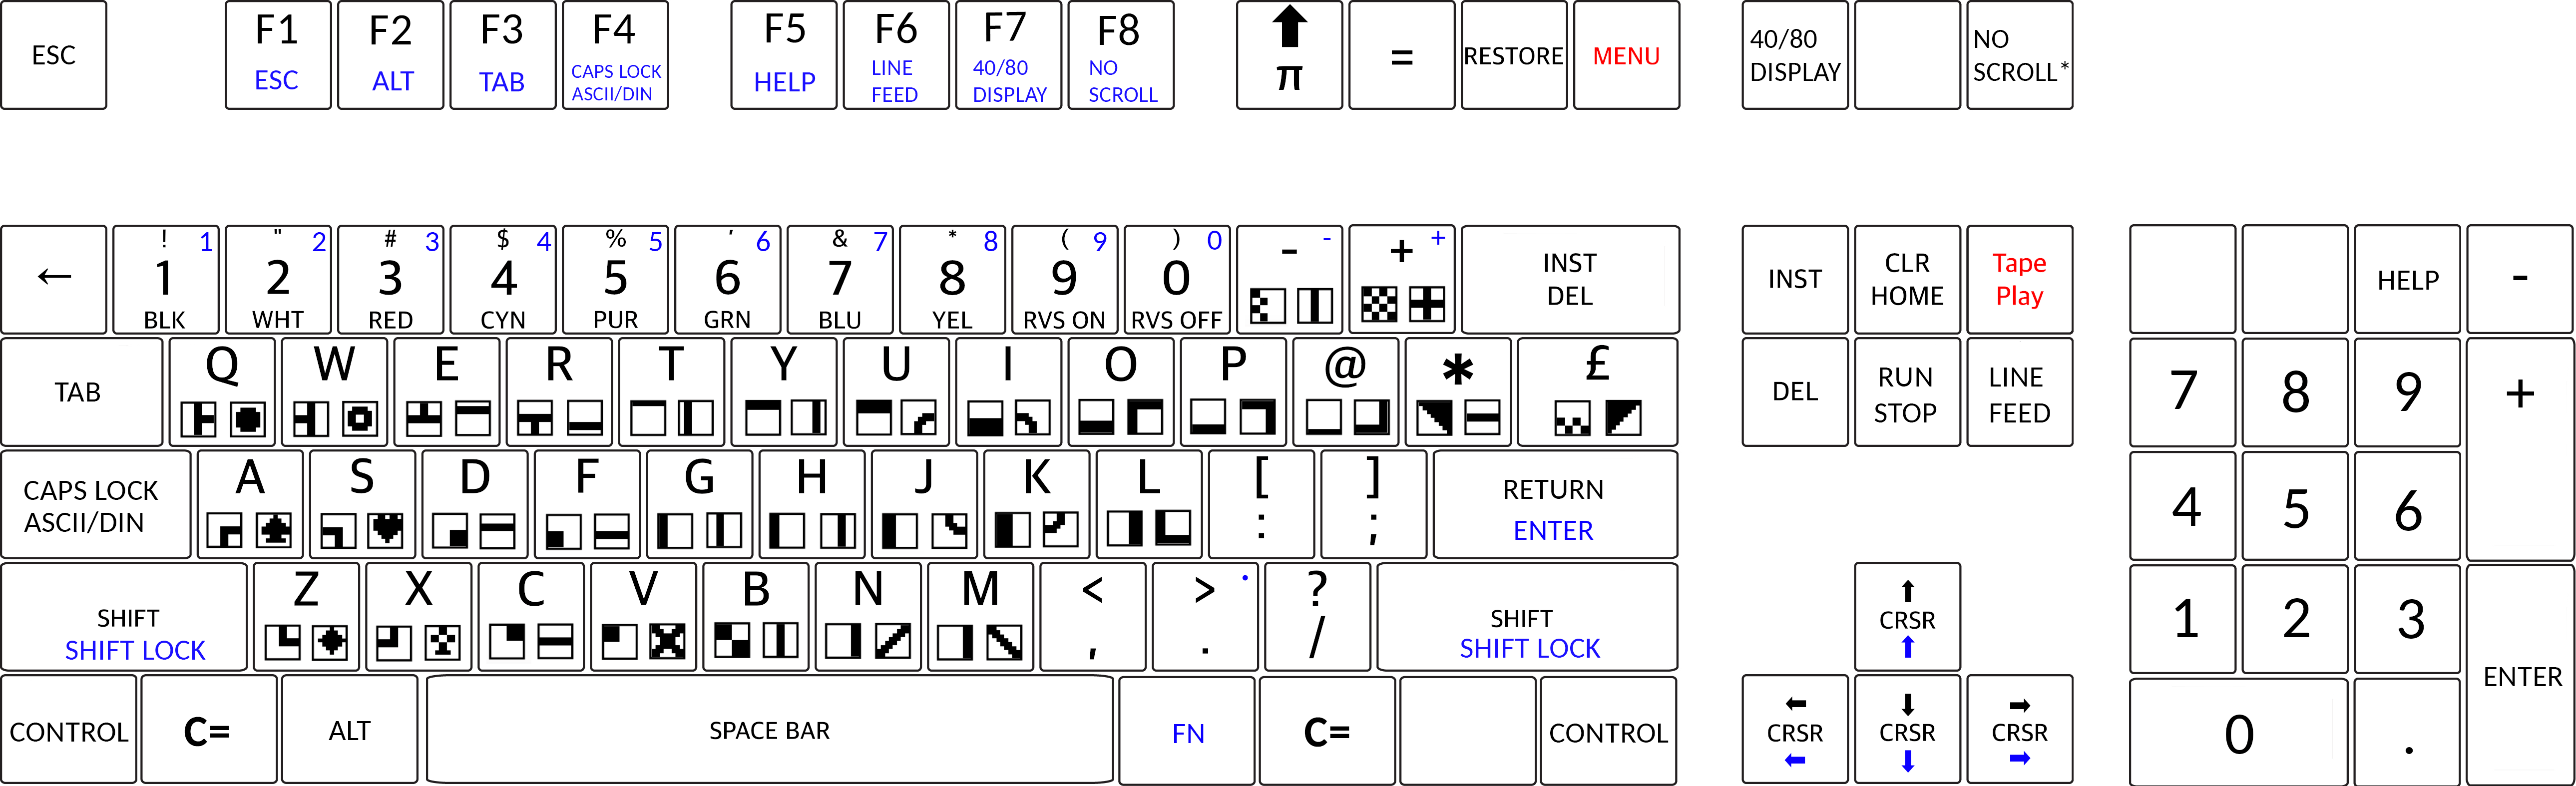 ESC
F1
ESC
F2
ALT
F3
TAB
F4
CAPS LOCK
ASCII/DIN
F5
HELP
F6
LINE
FEED
F7
40/80
DISPLAY
F8
NO
SCROLL
⬆
π
=
RESTORE
MENU
40/80
DISPLAY
NO
SCROLL*
←
! 1
1
BLK
" 2
2
WHT
# 3
3
RED
$ 4
4
CYN
% 5
5
PUR
' 6
6
GRN
& 7
7
BLU
* 8
8
YEL
( 9
9
RVS ON
) 0
0
RVS OFF
- -
+ +
INST
DEL
INST
CLR
HOME
Tape
Play
HELP
-
TAB
Q
W
E
R
T
Y
U
I
O
P
@
*
£
DEL
RUN
STOP
LINE
FEED
7
8
9
+
CAPS LOCK
ASCII/DIN
A
S
D
F
G
H
J
K
L
[
:
]
;
RETURN
ENTER
4
5
6
SHIFT
SHIFT LOCK
Z
X
C
V
B
N
M
<
,
> .
.
?
/
SHIFT
SHIFT LOCK
⬆
CRSR
⬆
1
2
3
ENTER
CONTROL
C=
ALT
SPACE BAR
FN
C=
CONTROL
⬅
CRSR
⬅
⬇
CRSR
⬇
➡
CRSR
➡
0
.